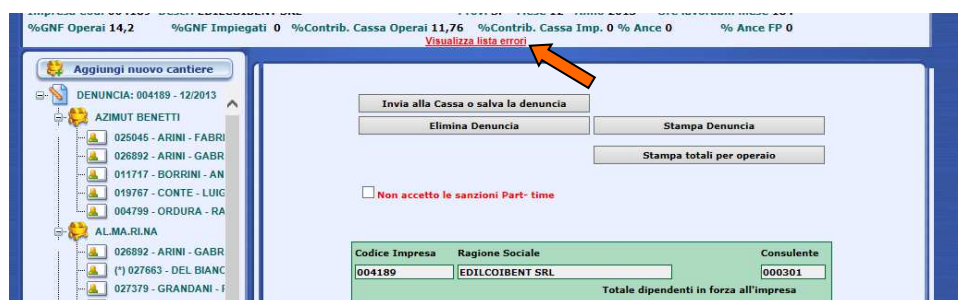 %GNF Operai 14,2 %GNF Impiegati 0 %Contrib. Cassa Operai 11,76 %Contrib. Cassa Imp. 0 % Ance 0 % Ance FP 0
Visualizza lista errori
Aggiungi nuovo cantiere
DENUNCIA: 004189 - 12/2013
AZIMUT BENETTI
025045 - ARINI - FABRI
026892 - ARINI - GABR
011717 - BORRINI - AN
019767 - CONTE - LUIG
004799 - ORDURA - RA
AL.MA.RI.NA
026892 - ARINI - GABR
(*) 027663 - DEL BIANC
027379 - GRANDANI - F
Invia alla Cassa o salva la denuncia
Elimina Denuncia Stampa Denuncia
Stampa totali per operaio
Non accetto le sanzioni Part- time
Codice Impresa Ragione Sociale Consulente
004189 EDILCOIBENT SRL 000301
Totale dipendenti in forza all'impresa